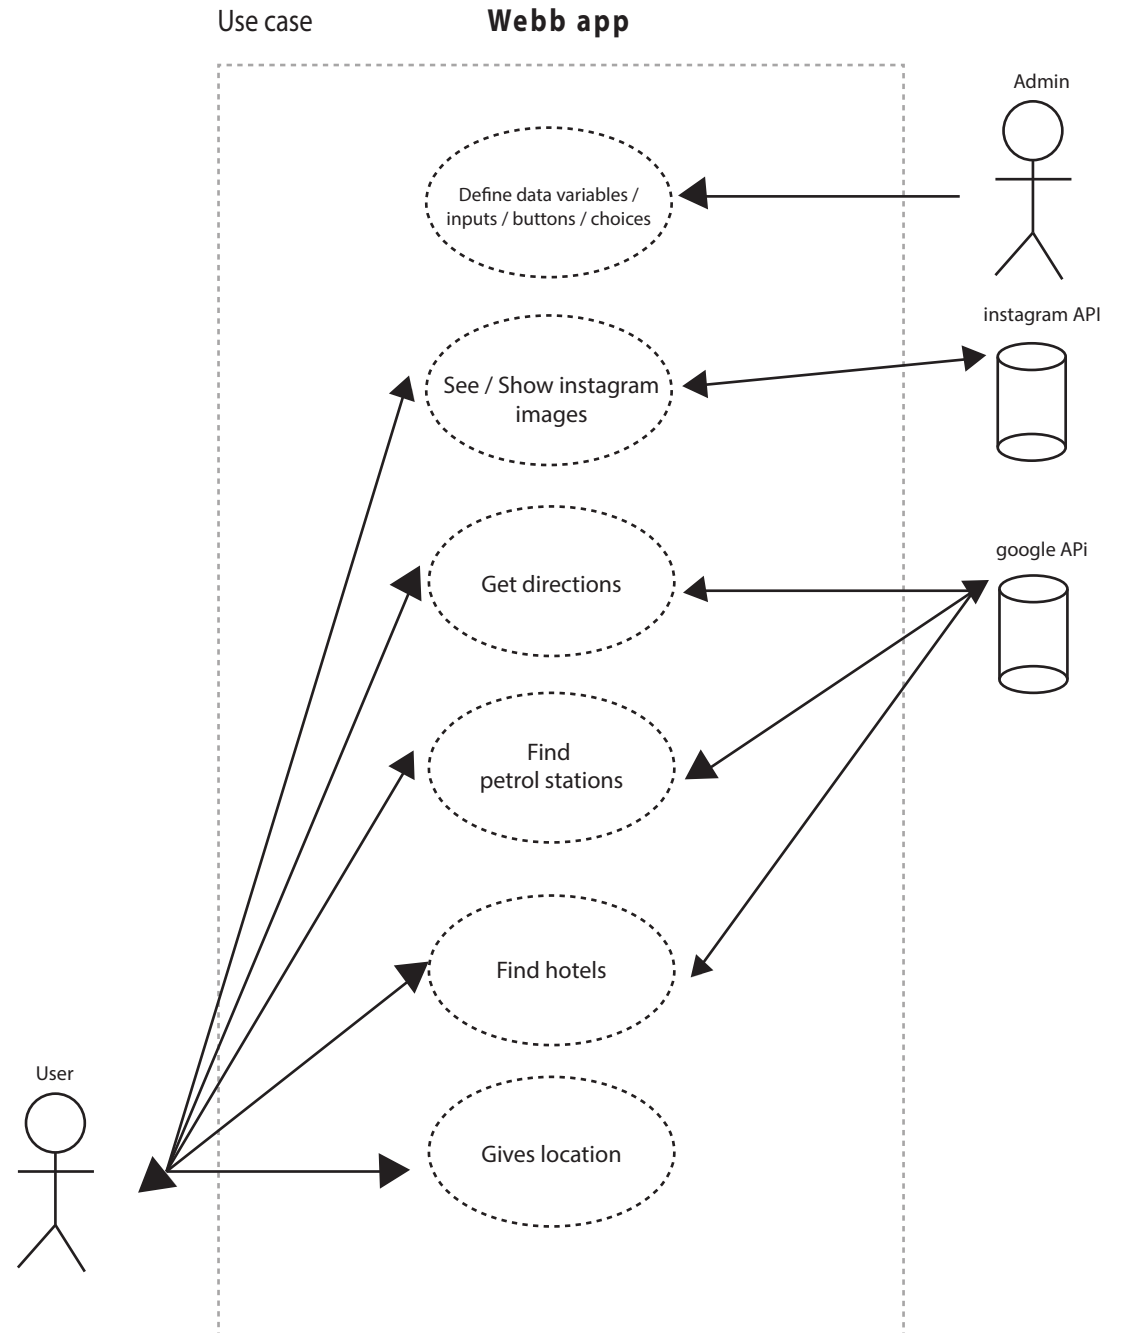 Use case
Webb app
Admin
Define data variables /
inputs / buttons / choices
instagram API
See / Show instagram
images
google APi
Get directions
Find
petrol stations
Find hotels
User
Gives location